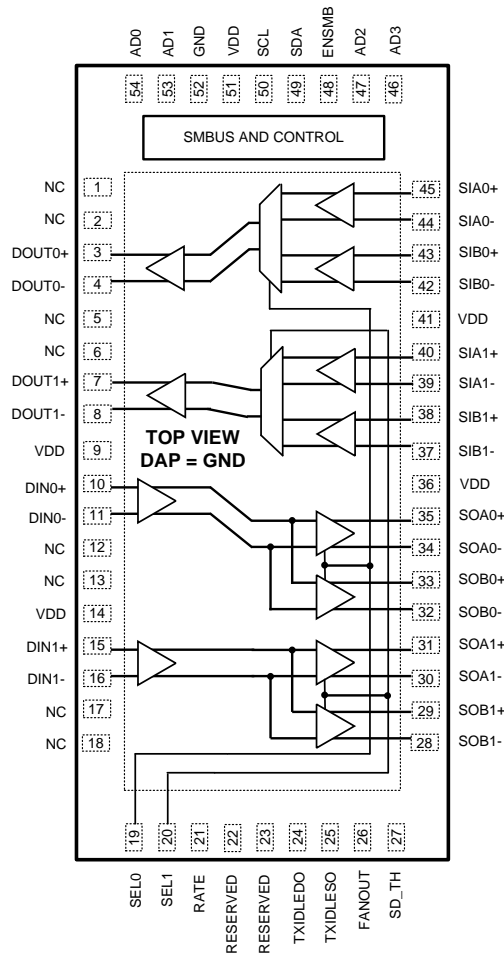 AD0 AD1 GND VDD SCL SDA ENSMB AD2 AD3
54 53 52 51 50 49 48 47 46
SMBUS AND CONTROL
NC 1 45 SIA0+
NC 2 44 SIA0-
DOUT0+ 3 43 SIB0+
DOUT0- 4 42 SIB0-
NC 5 41 VDD
NC 6 40 SIA1+
DOUT1+ 7 39 SIA1-
DOUT1- 8 38 SIB1+
TOP VIEW
VDD 9 37 SIB1-
DAP = GND
DIN0+ 10 36 VDD
DIN0- 11 35 SOA0+
NC 12 34 SOA0-
NC 13 33 SOB0+
VDD 14 32 SOB0-
DIN1+ 15 31 SOA1+
DIN1- 16 30 SOA1-
NC 17 29 SOB1+
NC 18 28 SOB1-
19 20 21 22 23 24 25 26 27
SEL0 SEL1 RATE RESERVED RESERVED TXIDLEDO TXIDLESO FANOUT SD_TH